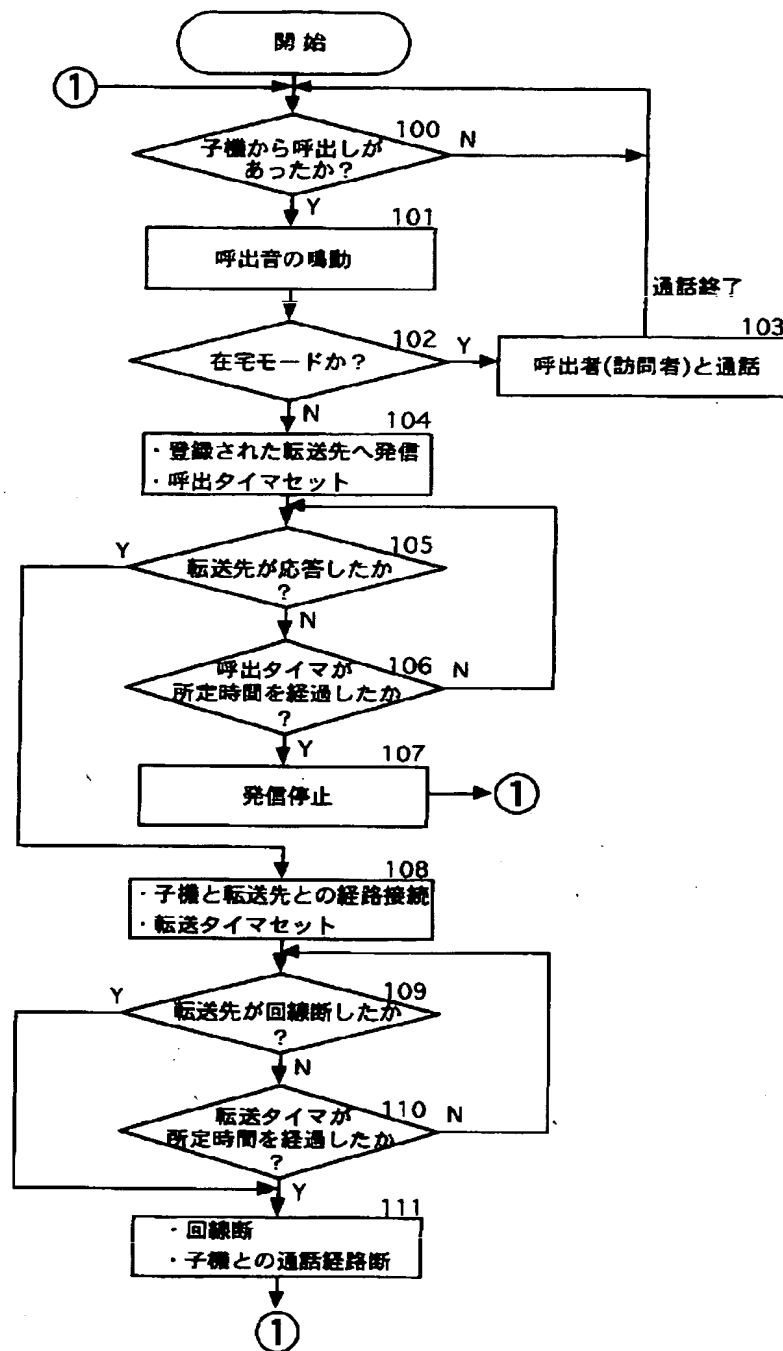 開始
①
100
子機から呼出しが
あったか?
N
Y
101
呼出音の鳴動
通話終了
102
在宅モードか?
Y
103
呼出者(訪問者)と通話
N
104
・登録された転送先へ発信
・呼出タイマセット
Y
105
転送先が応答したか
?
N
106
呼出タイマが
所定時間を経過したか
?
N
Y
107
発信停止
①
108
・子機と転送先との経路接続
・転送タイマセット
Y
109
転送先が回線断したか
?
N
110
転送タイマが
所定時間を経過したか
?
N
Y
111
・回線断
・子機との通話経路断
①